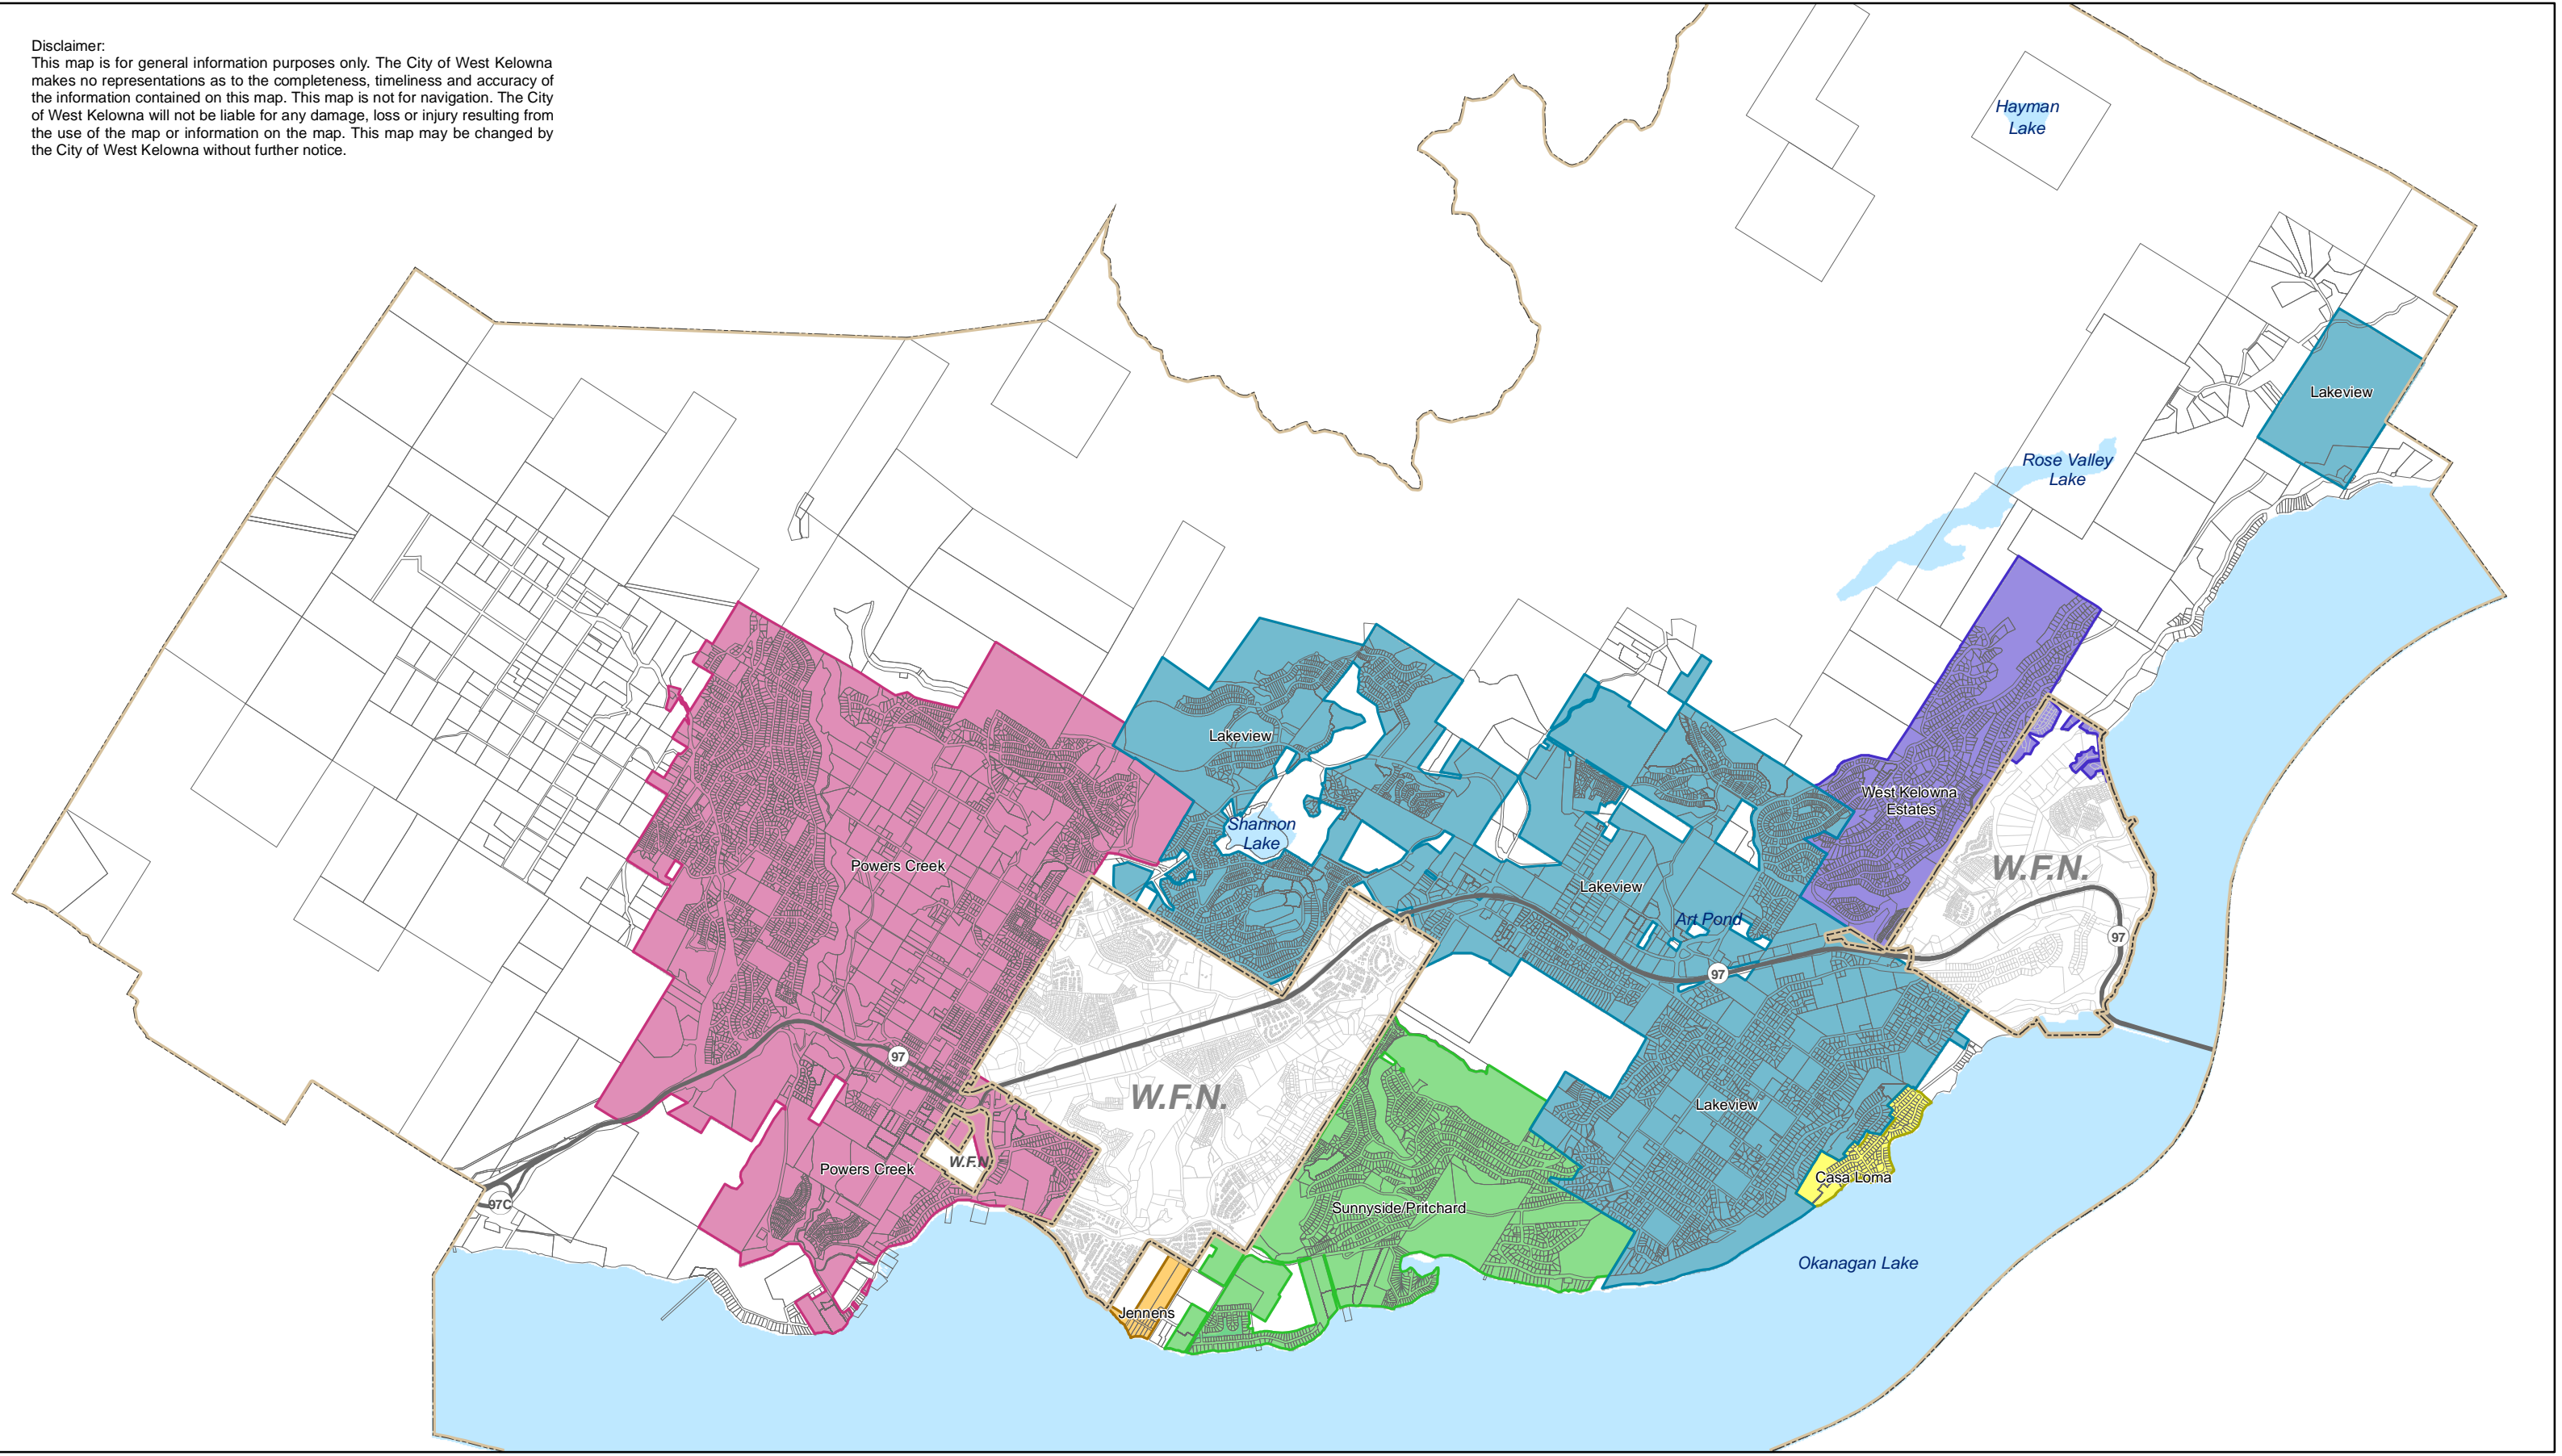 Disclaimer:
This map is for general information purposes only. The City of West Kelowna
makes no representations as to the completeness, timeliness and accuracy of
the information contained on this map. This map is not for navigation. The City
of West Kelowna will not be liable for any damage, loss or injury resulting from
the use of the map or information on the map. This map may be changed by
the City of West Kelowna without further notice.
Hayman
Lake
Lakeview
Rose Valley
Lake
Lakeview
West Kelowna
Estates
Shannon
Lake
Powers Creek
W.F.N.
Lakeview
Art Pond
97
97
97
W.F.N.
Lakeview
W.F.N.
Powers Creek
Casa Loma
97C
Sunnyside/Pritchard
Okanagan Lake
Jennens